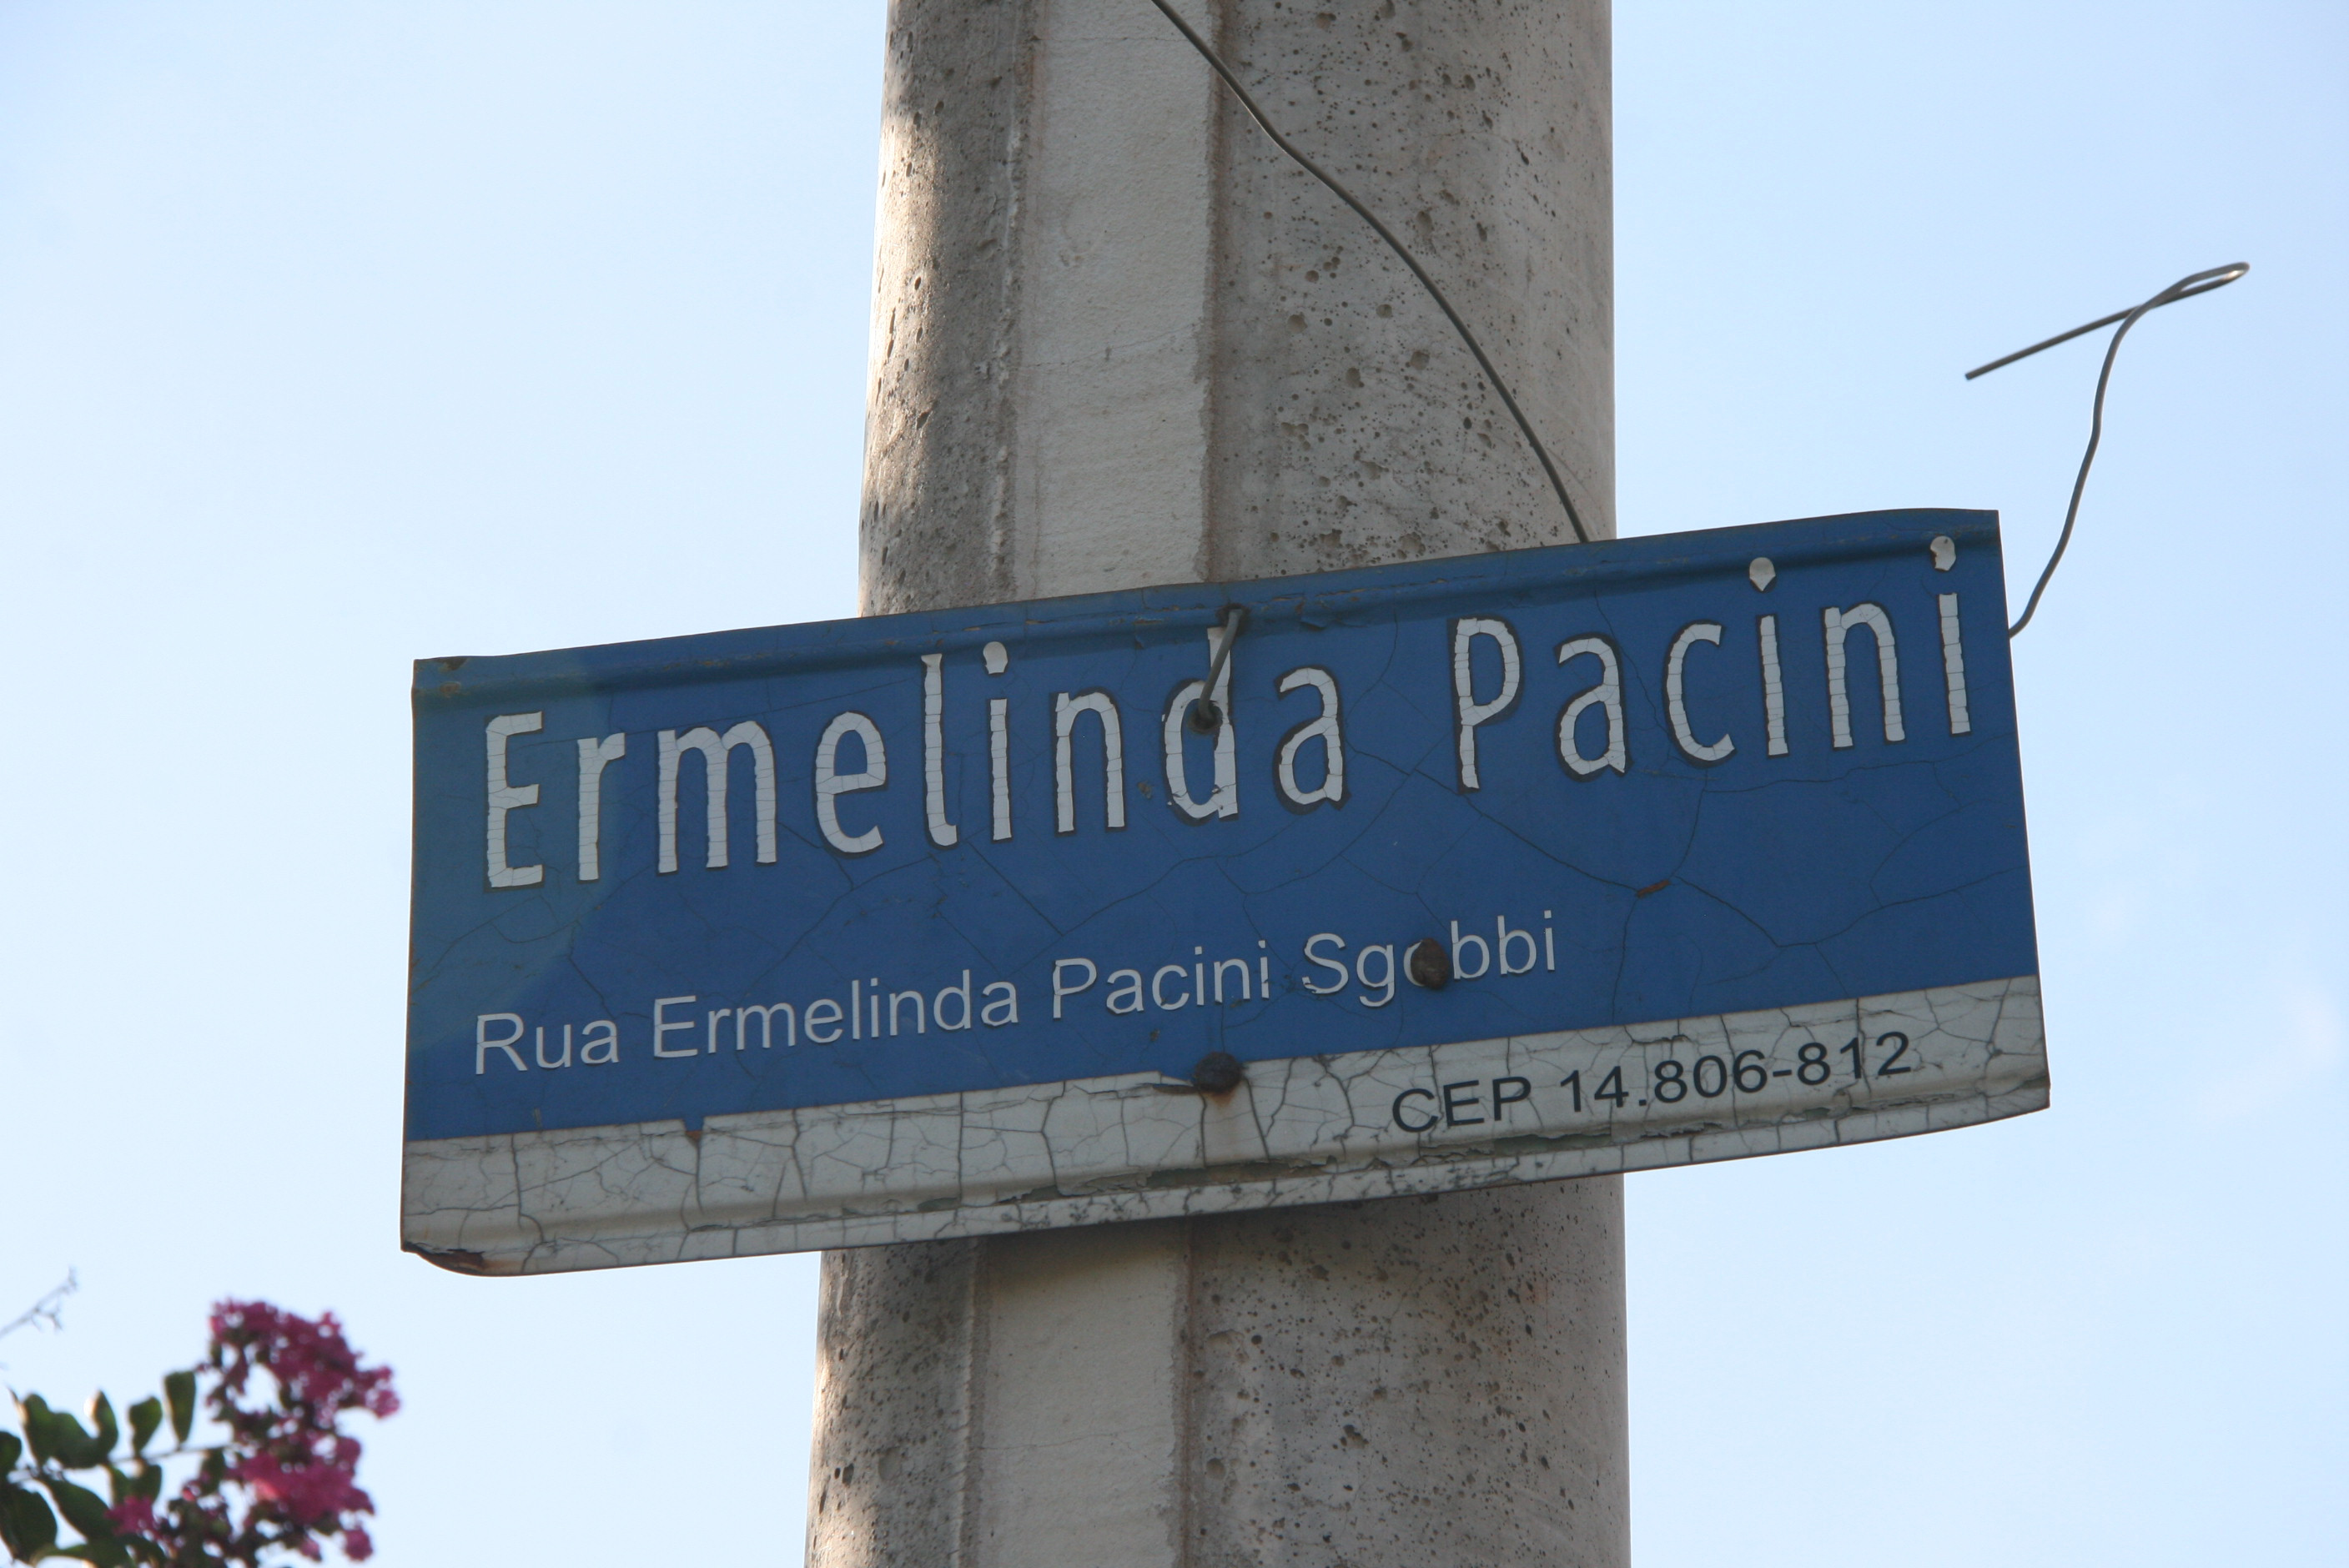 Ermelinda Pacini
Rua Ermelinda Pacini Sgobbi
CEP 14.806-812